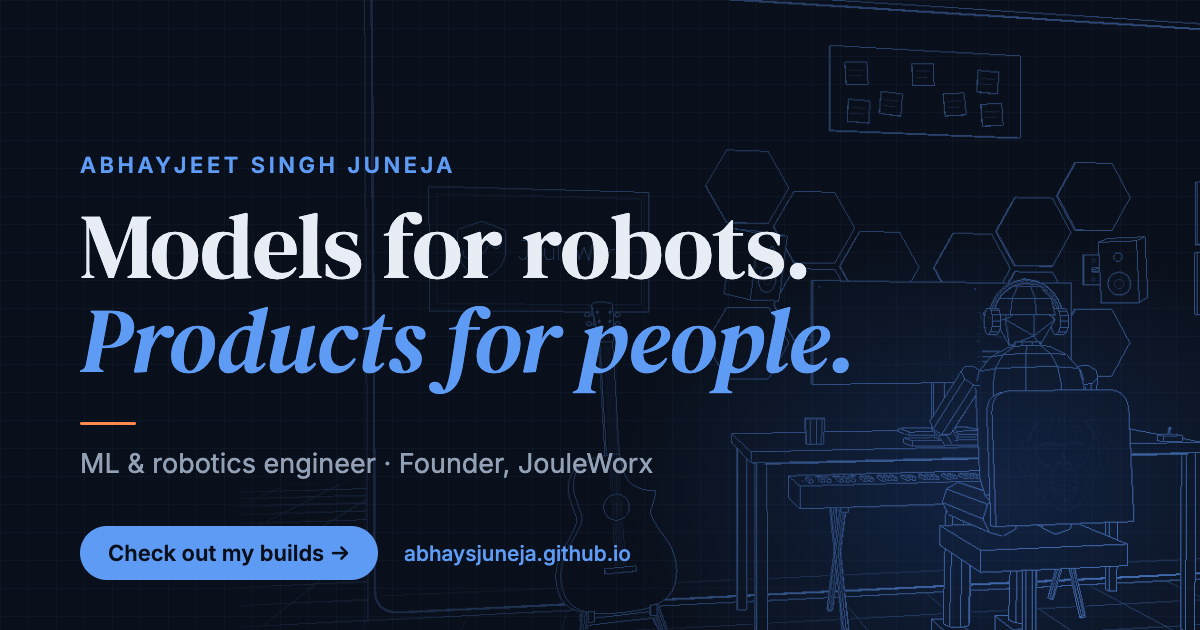 ABHAYJEET SINGH JUNEJA
Models for robots.
Products for people.
ML & robotics engineer · Founder, JouleWorx
Check out my builds →
abhaysjuneja.github.io